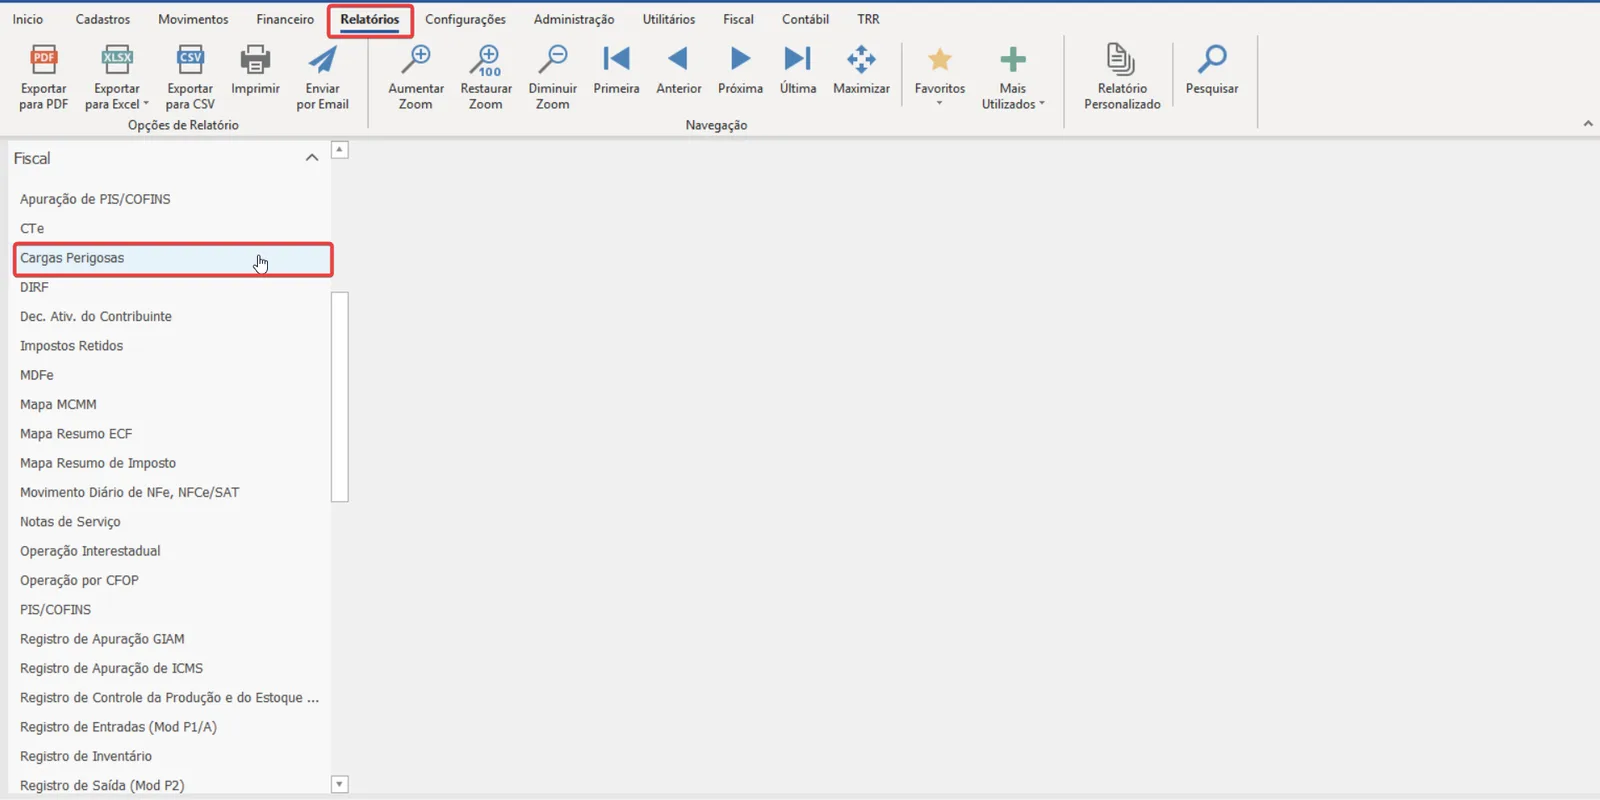 Inicio Cadastros Movimentos Financeiro Relatórios Configurações Administração Utilitários Fiscal Contábil TRR
PDF XLSX CSV 100
Exportar Exportar Exportar Imprimir Enviar Aumentar Restaurar Diminuir Primeira Anterior Próxima Última Maximizar Favoritos Mais Relatório Pesquisar
para PDF para Excel para CSV por Email Zoom Zoom Zoom Utilizados Personalizado
Opções de Relatório Navegação
Fiscal
Apuração de PIS/COFINS
CTe
Cargas Perigosas
DIRF
Dec. Ativ. do Contribuinte
Impostos Retidos
MDFe
Mapa MCMM
Mapa Resumo ECF
Mapa Resumo de Imposto
Movimento Diário de NFe, NFCe/SAT
Notas de Serviço
Operação Interestadual
Operação por CFOP
PIS/COFINS
Registro de Apuração GIAM
Registro de Apuração de ICMS
Registro de Controle da Produção e do Estoque ...
Registro de Entradas (Mod P1/A)
Registro de Inventário
Registro de Saída (Mod P2)